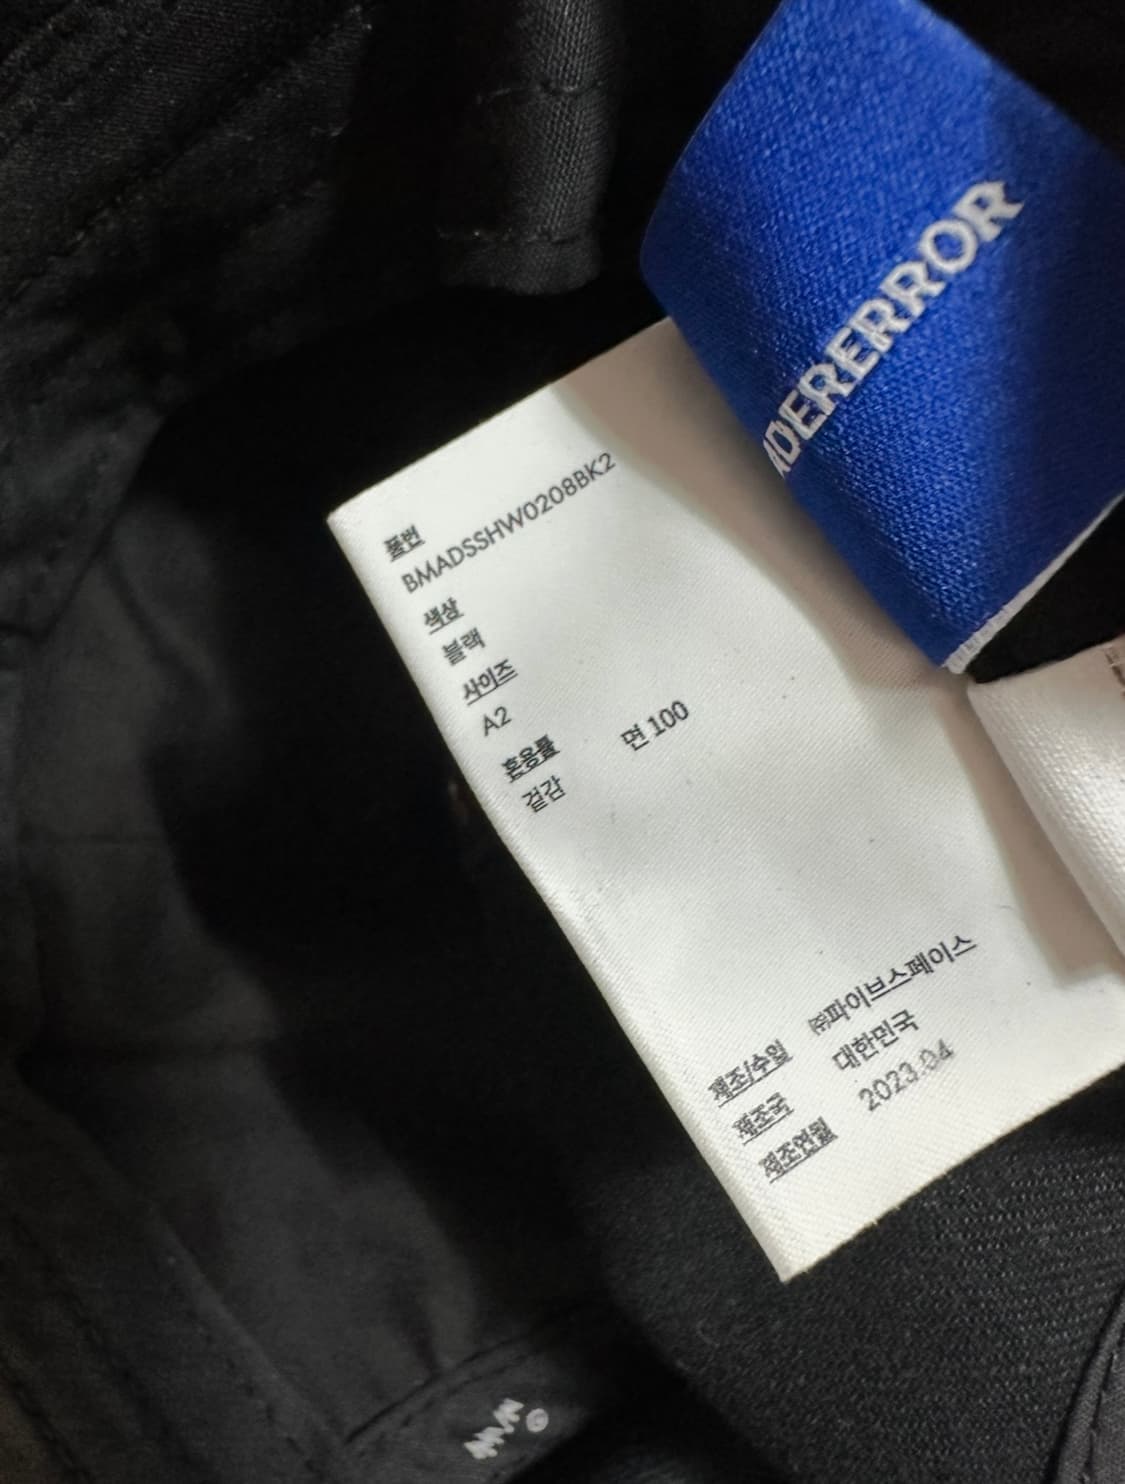 ADERERROR
품번
BMADSSHW0208BK2
색상
블랙
사이즈
A2
혼용률
겉감 면 100
제조/수입 ㈜파이브스페이스
제조국 대한민국
제조연월 2023.04